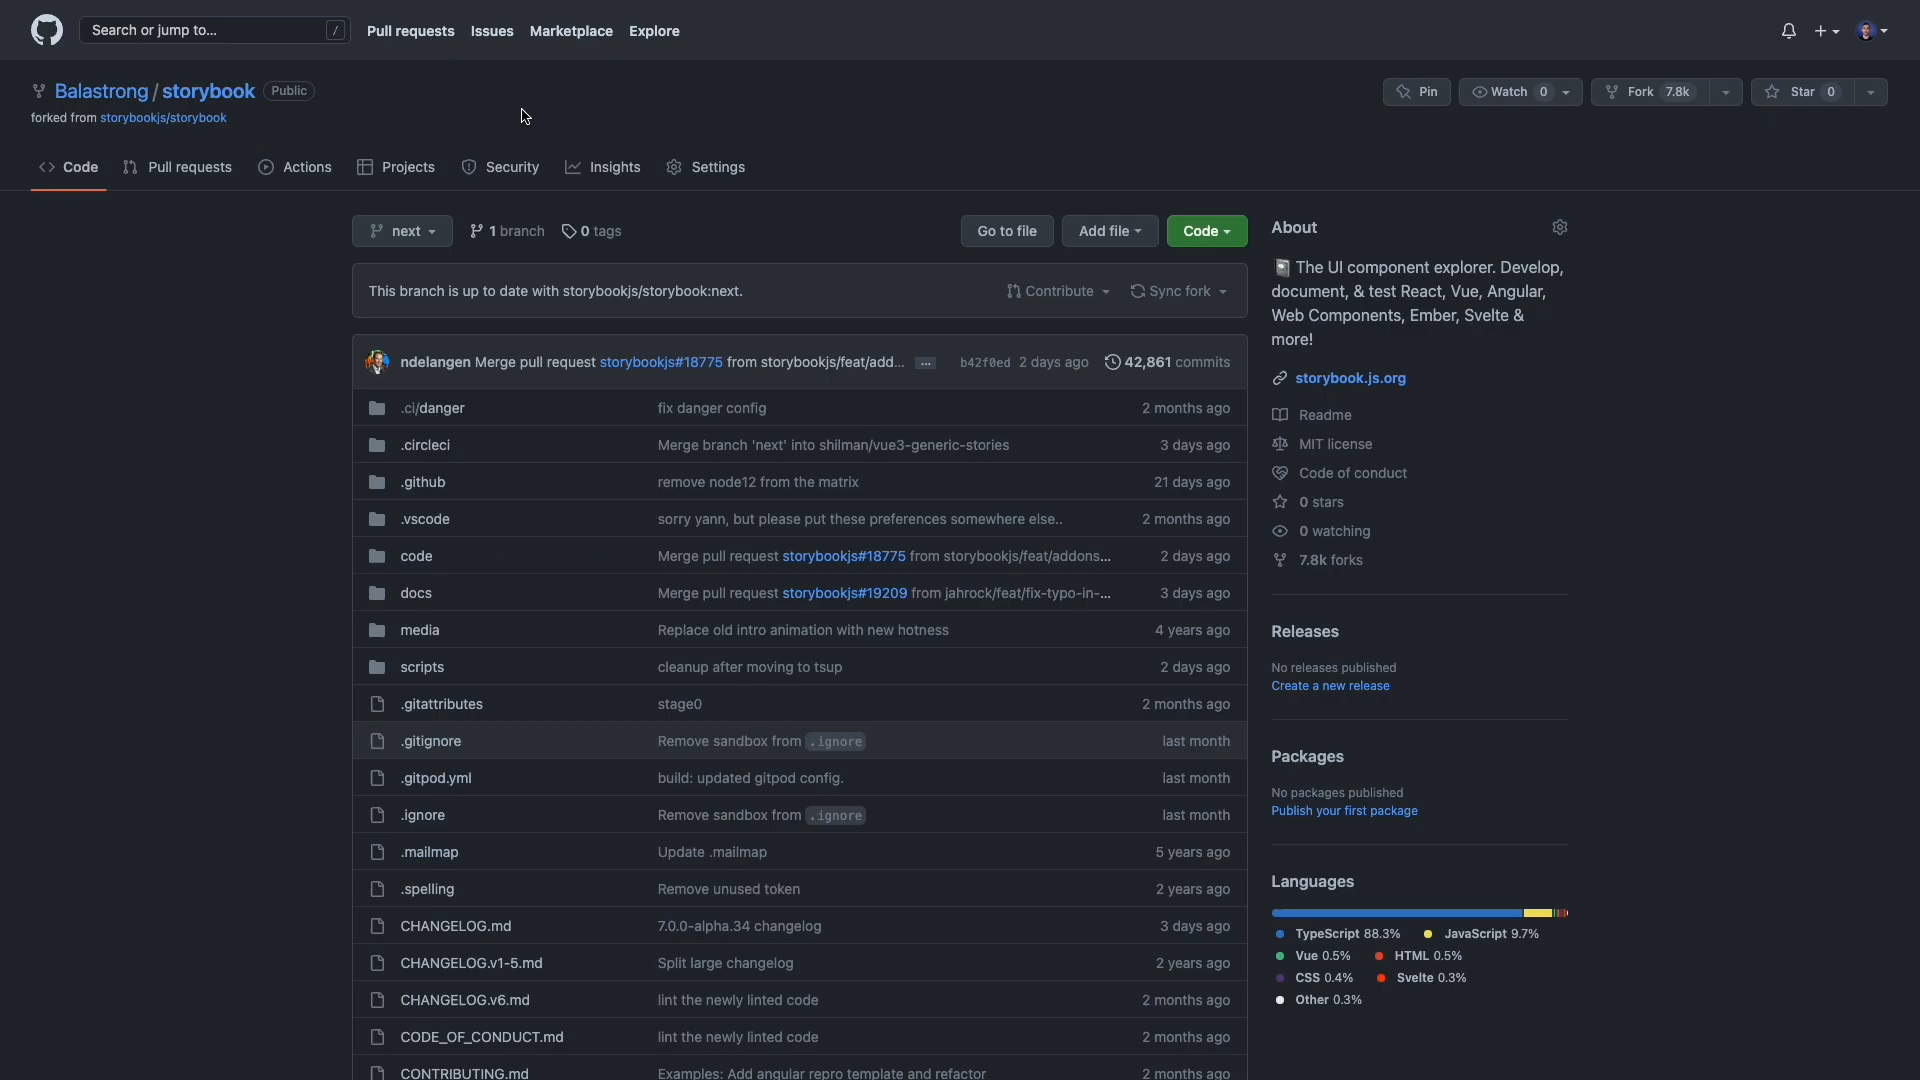 Search or jump to... /
Pull requests Issues Marketplace Explore
Balastrong / storybook Public
forked from storybookjs/storybook
Pin Watch 0 Fork 7.8k Star 0
Code Pull requests Actions Projects Security Insights Settings
next 1 branch 0 tags Go to file Add file Code
This branch is up to date with storybookjs/storybook:next. Contribute Sync fork
ndelangen Merge pull request storybookjs#18775 from storybookjs/feat/add... ... b42f0ed 2 days ago 42,861 commits
.ci/danger fix danger config 2 months ago
.circleci Merge branch 'next' into shilman/vue3-generic-stories 3 days ago
.github remove node12 from the matrix 21 days ago
.vscode sorry yann, but please put these preferences somewhere else.. 2 months ago
code Merge pull request storybookjs#18775 from storybookjs/feat/addons... 2 days ago
docs Merge pull request storybookjs#19209 from jahrock/feat/fix-typo-in-... 3 days ago
media Replace old intro animation with new hotness 4 years ago
scripts cleanup after moving to tsup 2 days ago
.gitattributes stage0 2 months ago
.gitignore Remove sandbox from .ignore last month
.gitpod.yml build: updated gitpod config. last month
.ignore Remove sandbox from .ignore last month
.mailmap Update .mailmap 5 years ago
.spelling Remove unused token 2 years ago
CHANGELOG.md 7.0.0-alpha.34 changelog 3 days ago
CHANGELOG.v1-5.md Split large changelog 2 years ago
CHANGELOG.v6.md lint the newly linted code 2 months ago
CODE_OF_CONDUCT.md lint the newly linted code 2 months ago
CONTRIBUTING.md Examples: Add angular repro template and refactor 2 months ago
About
The UI component explorer. Develop,
document, & test React, Vue, Angular,
Web Components, Ember, Svelte &
more!
storybook.js.org
Readme
MIT license
Code of conduct
0 stars
0 watching
7.8k forks
Releases
No releases published
Create a new release
Packages
No packages published
Publish your first package
Languages
TypeScript 88.3% JavaScript 9.7%
Vue 0.5% HTML 0.5%
CSS 0.4% Svelte 0.3%
Other 0.3%